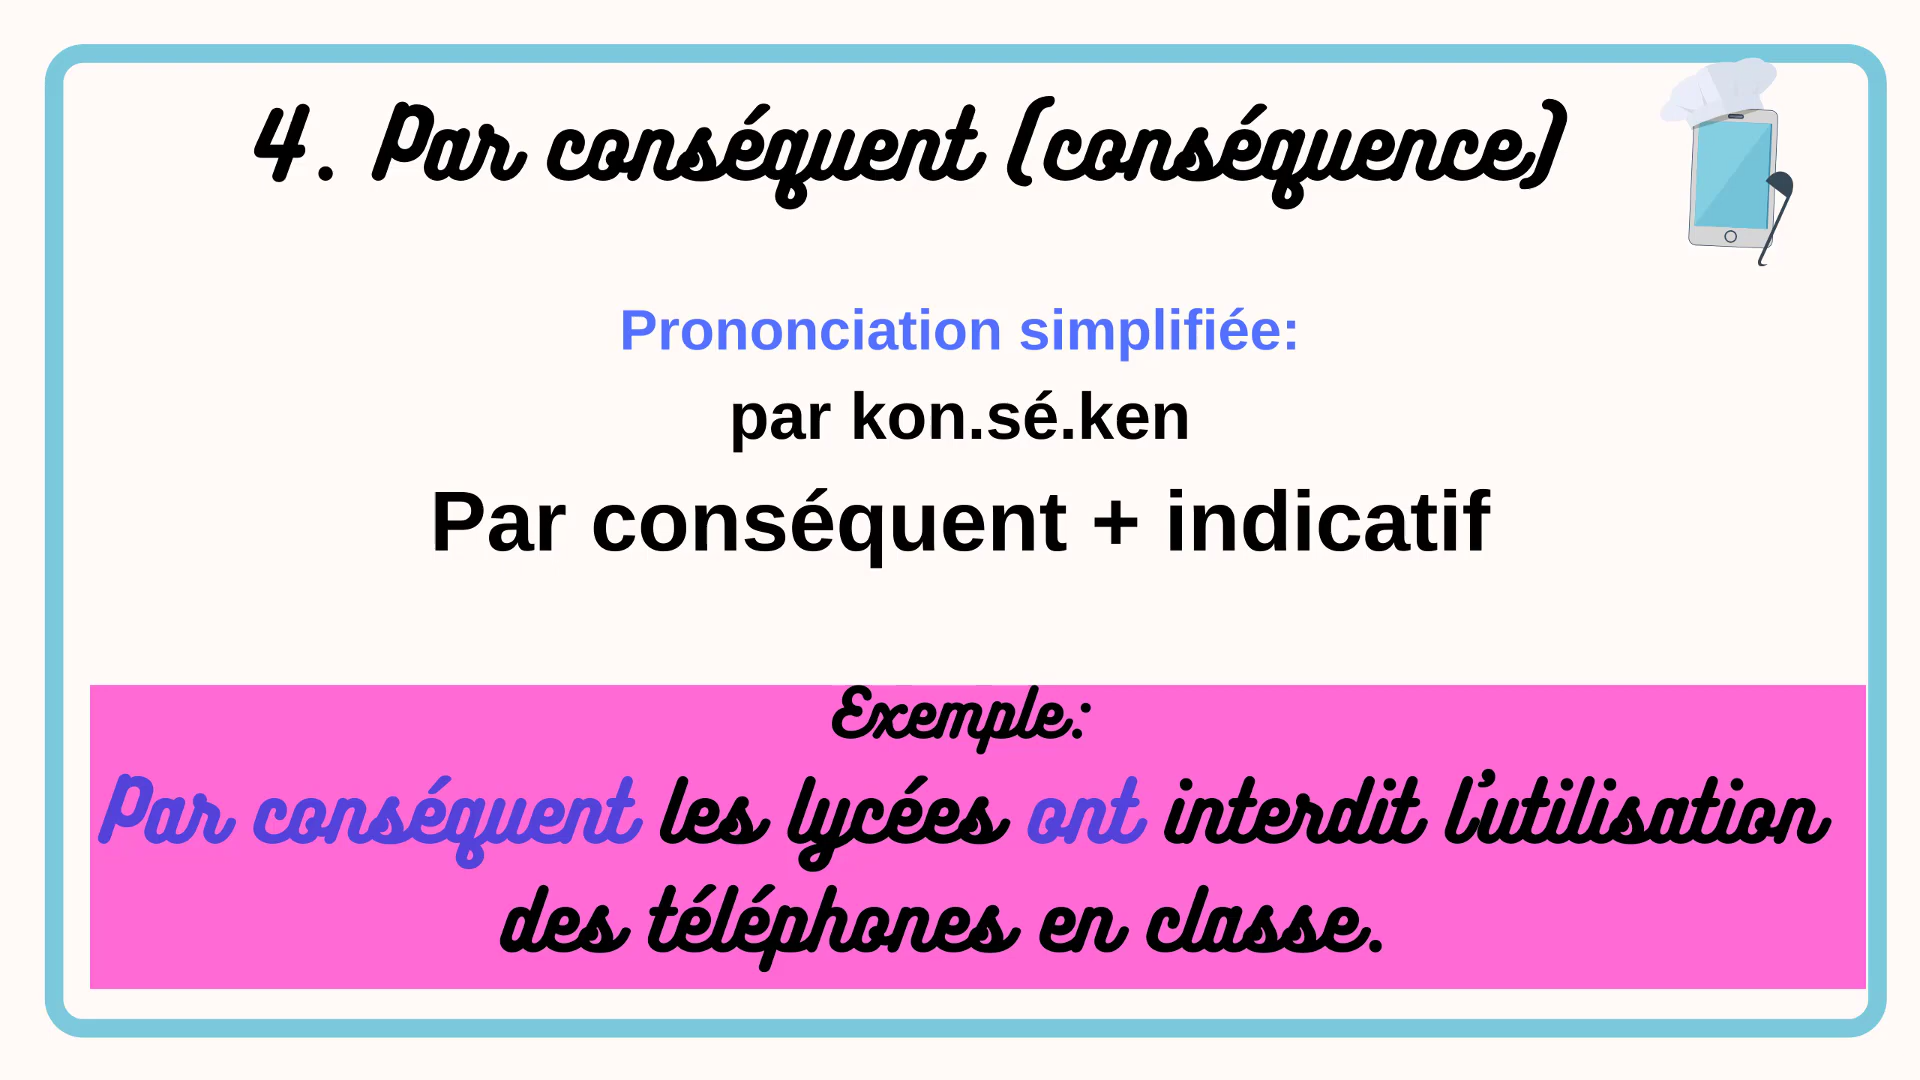 4. Par conséquent (conséquence)
Prononciation simplifiée:
par kon.sé.ken
Par conséquent + indicatif
Exemple:
Par conséquent les lycées ont interdit l'utilisation
des téléphones en classe.